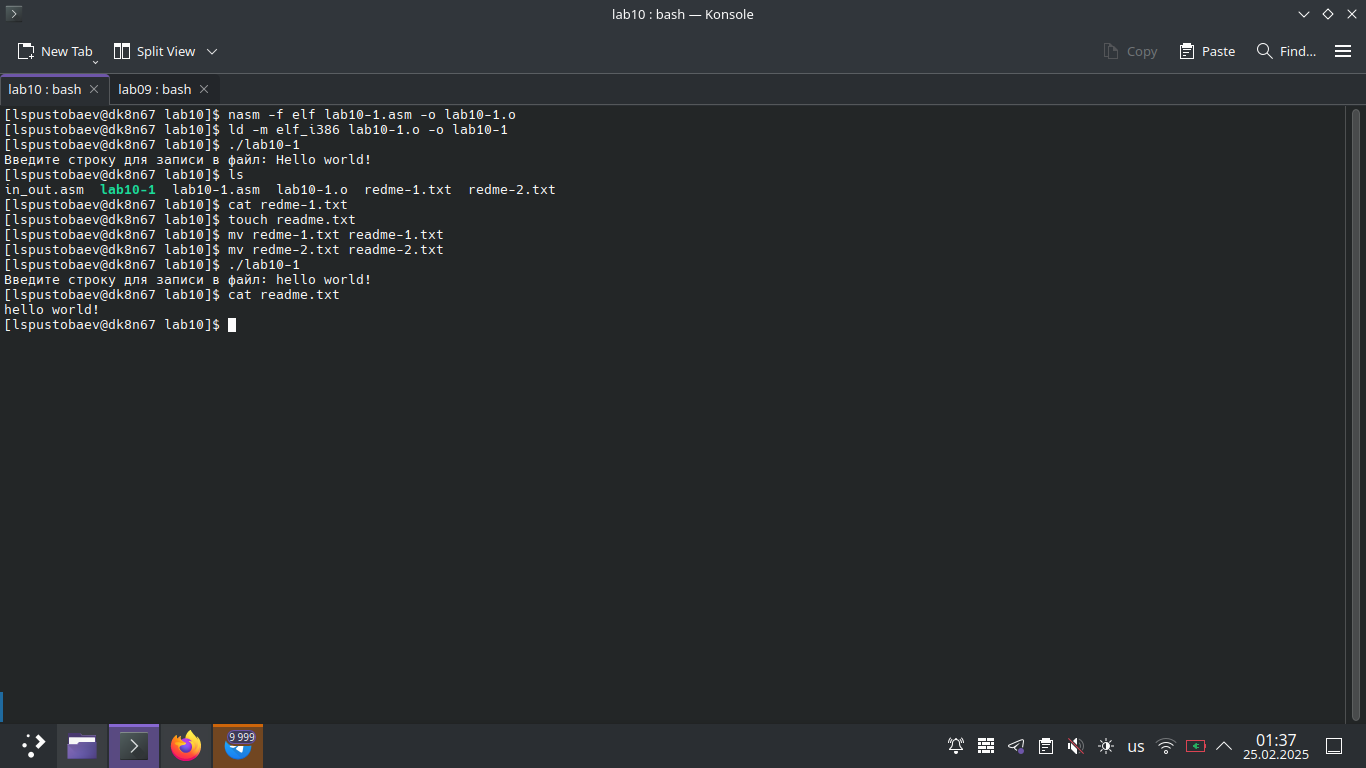 lab10 : bash — Konsole
New Tab Split View Copy Paste Find...
lab10 : bash lab09 : bash
[lspustobaev@dk8n67 lab10]$ nasm -f elf lab10-1.asm -o lab10-1.o
[lspustobaev@dk8n67 lab10]$ ld -m elf_i386 lab10-1.o -o lab10-1
[lspustobaev@dk8n67 lab10]$ ./lab10-1
Введите строку для записи в файл: Hello world!
[lspustobaev@dk8n67 lab10]$ ls
in_out.asm lab10-1 lab10-1.asm lab10-1.o redme-1.txt redme-2.txt
[lspustobaev@dk8n67 lab10]$ cat redme-1.txt
[lspustobaev@dk8n67 lab10]$ touch readme.txt
[lspustobaev@dk8n67 lab10]$ mv redme-1.txt readme-1.txt
[lspustobaev@dk8n67 lab10]$ mv redme-2.txt readme-2.txt
[lspustobaev@dk8n67 lab10]$ ./lab10-1
Введите строку для записи в файл: hello world!
[lspustobaev@dk8n67 lab10]$ cat readme.txt
hello world!
[lspustobaev@dk8n67 lab10]$
9 999
us
01:37
25.02.2025